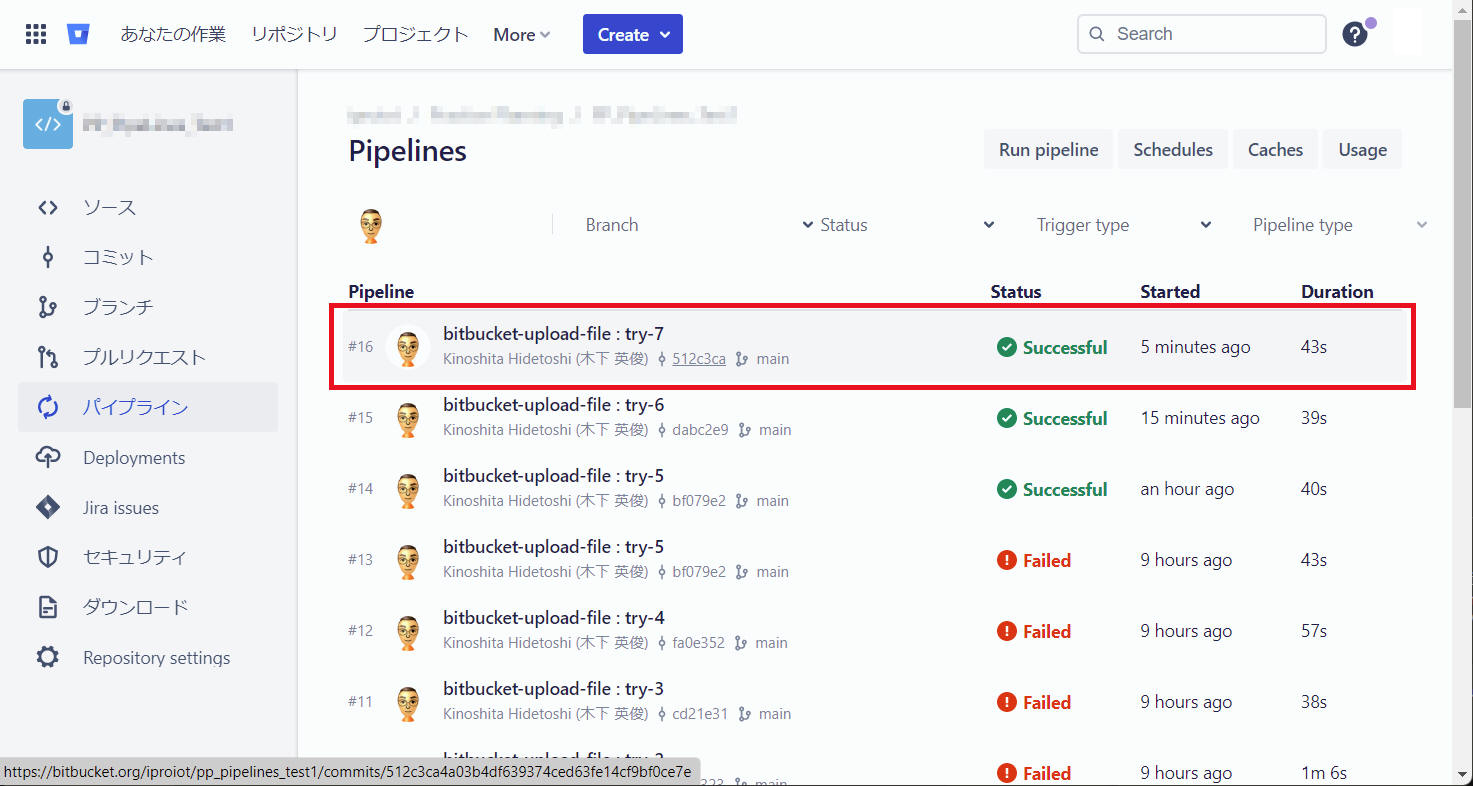 あなたの作業 リポジトリ プロジェクト More Create Search ?
Pipelines
Run pipeline Schedules Caches Usage
ソース
コミット
ブランチ
プルリクエスト
パイプライン
Deployments
Jira issues
セキュリティ
ダウンロード
Repository settings
Branch Status Trigger type Pipeline type
Pipeline Status Started Duration
bitbucket-upload-file : try-7
#16 Successful 5 minutes ago 43s
Kinoshita Hidetoshi (木下 英俊) 512c3ca main
bitbucket-upload-file : try-6
#15 Successful 15 minutes ago 39s
Kinoshita Hidetoshi (木下 英俊) dabc2e9 main
bitbucket-upload-file : try-5
#14 Successful an hour ago 40s
Kinoshita Hidetoshi (木下 英俊) bf079e2 main
bitbucket-upload-file : try-5
#13 Failed 9 hours ago 43s
Kinoshita Hidetoshi (木下 英俊) bf079e2 main
bitbucket-upload-file : try-4
#12 Failed 9 hours ago 57s
Kinoshita Hidetoshi (木下 英俊) fa0e352 main
bitbucket-upload-file : try-3
#11 Failed 9 hours ago 38s
Kinoshita Hidetoshi (木下 英俊) cd21e31 main
Failed 9 hours ago 1m 6s
https://bitbucket.org/iproiot/pp_pipelines_test1/commits/512c3ca4a03b4df639374ced63fe14cf9bf0ce7e